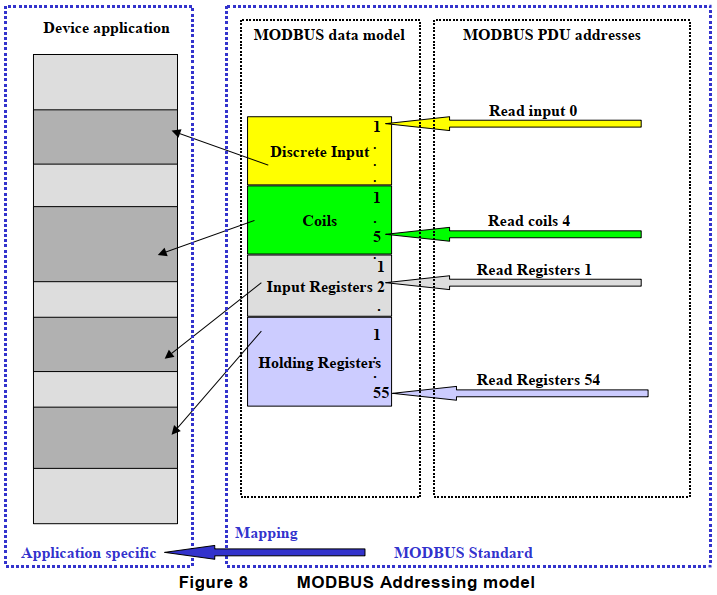 Device application
MODBUS data model
MODBUS PDU addresses
1
.
.
.
Discrete Input
Read input 0
1
.
5
.
Coils
Read coils 4
1
Input Registers 2
.
Read Registers 1
1
.
Holding Registers
.
55
Read Registers 54
Mapping
Application specific
MODBUS Standard
Figure 8 MODBUS Addressing model